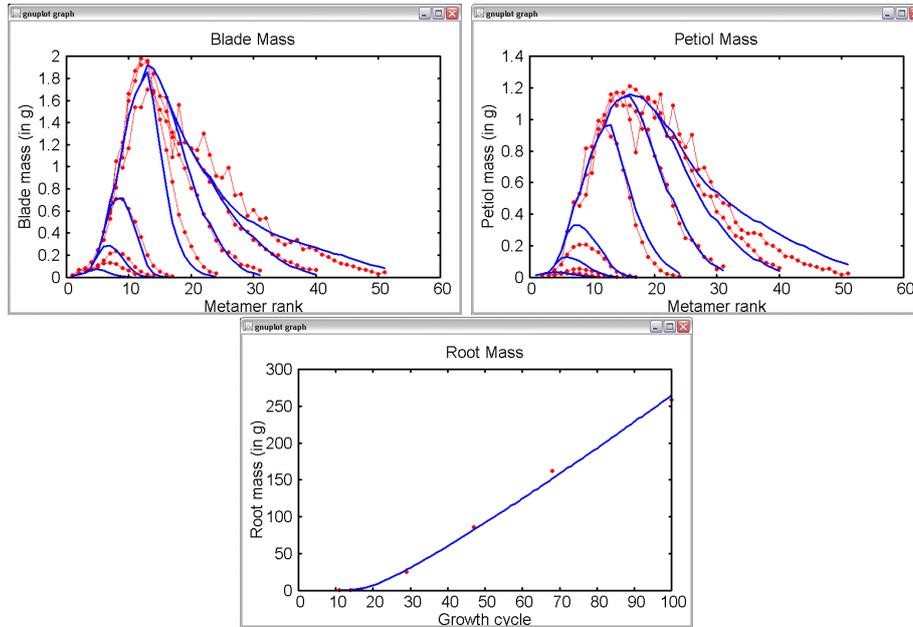 gnuplot graph
Blade Mass
Blade mass (in g)
2
1.8
1.6
1.4
1.2
1
0.8
0.6
0.4
0.2
0
0 10 20 30 40 50 60
Metamer rank
gnuplot graph
Petiol Mass
Petiol mass (in g)
1.4
1.2
1
0.8
0.6
0.4
0.2
0
0 10 20 30 40 50 60
Metamer rank
gnuplot graph
Root Mass
Root mass (in g)
300
250
200
150
100
50
0
0 10 20 30 40 50 60 70 80 90 100
Growth cycle